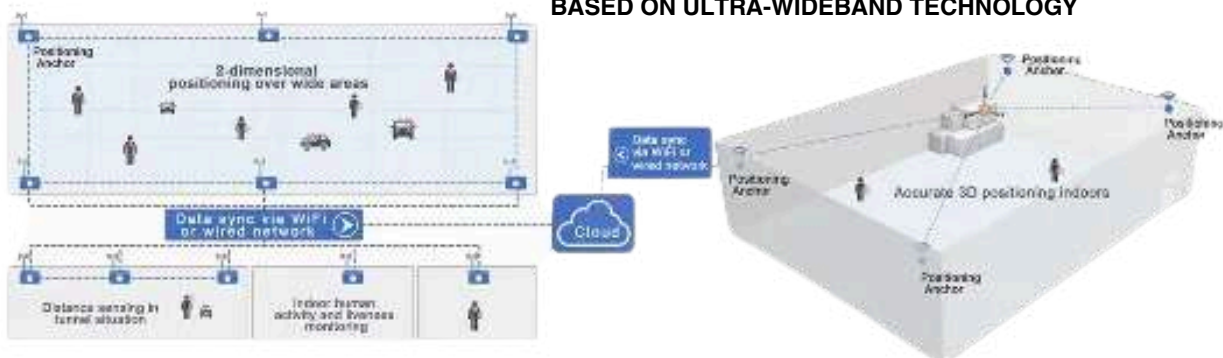 BASED ON ULTRA-WIDEBAND TECHNOLOGY
Positioning
Anchor
2-dimensional
positioning over wide areas
Data sync via WiFi
or wired network
Cloud
Distance sensing in
tunnel situation
Indoor human
activity and liveness
monitoring
Data sync
via WiFi or
wired network
Positioning
Anchor
Positioning
Anchor
Positioning
Anchor
Accurate 3D positioning indoors
Positioning
Anchor